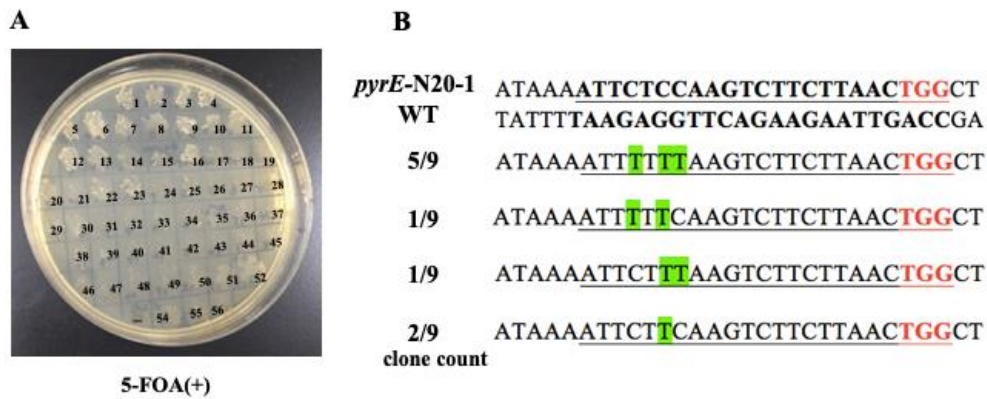 A
B
1 2 3 4
5 6 7 8 9 10 11
12 13 14 15 16 17 18 19
20 21 22 23 24 25 26 27 28
29 30 31 32 33 34 35 36 37
38 39 40 41 42 43 44 45
46 47 48 49 50 51 52
— 54 55 56
5-FOA(+)
pyrE-N20-1 ATAAAATTCTCCAAGTCTTCTTAACTGGCT
WT TATTTTAAGAGGTTCAGAAGAATTGACCGA
5/9 ATAAAATTTTTTAAGTCTTCTTAACTGGCT
1/9 ATAAAATTTTTCAAGTCTTCTTAACTGGCT
1/9 ATAAAATTCTTTAAGTCTTCTTAACTGGCT
2/9 ATAAAATTCTTCAAGTCTTCTTAACTGGCT
clone count